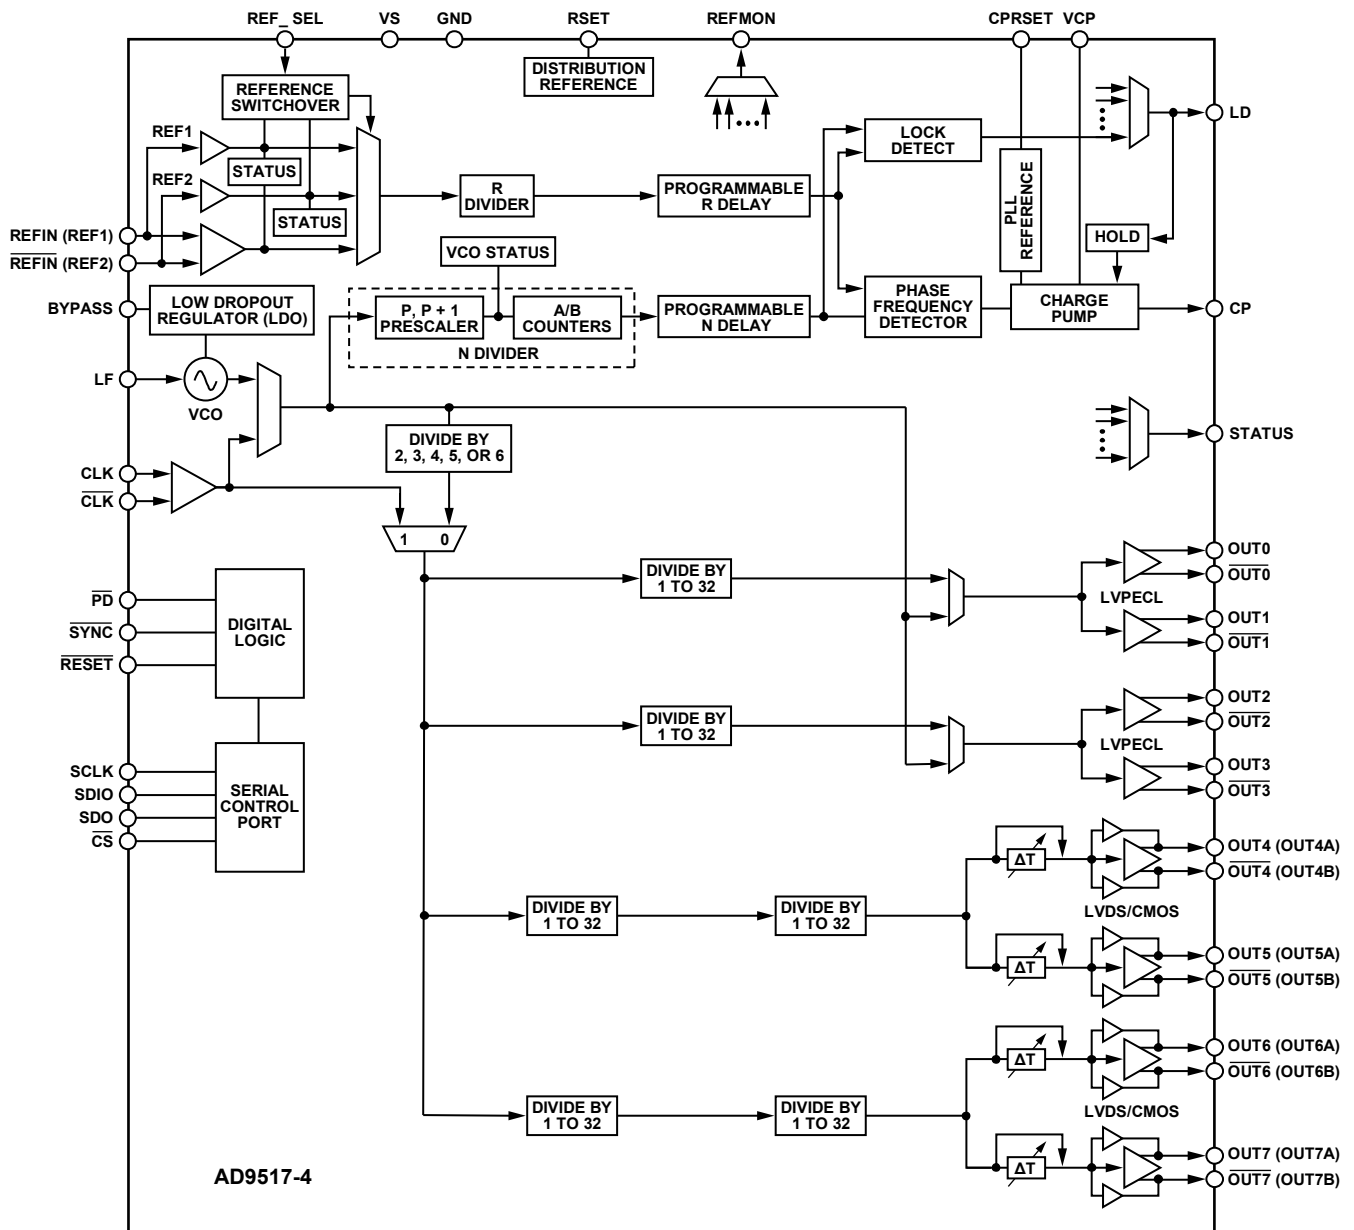 REF_ SEL
VS
GND
RSET
REFMON
CPRSET
VCP
DISTRIBUTION
REFERENCE
REFERENCE
SWITCHOVER
REF1
STATUS
REF2
STATUS
REFIN (REF1)
REFIN (REF2)
R
DIVIDER
PROGRAMMABLE
R DELAY
LOCK
DETECT
PLL
REFERENCE
LD
HOLD
VCO STATUS
BYPASS
LOW DROPOUT
REGULATOR (LDO)
P, P + 1
PRESCALER
A/B
COUNTERS
N DIVIDER
PROGRAMMABLE
N DELAY
PHASE
FREQUENCY
DETECTOR
CHARGE
PUMP
CP
LF
VCO
DIVIDE BY
2, 3, 4, 5, OR 6
STATUS
CLK
CLK
1 0
DIVIDE BY
1 TO 32
LVPECL
OUT0
OUT0
OUT1
OUT1
PD
SYNC
RESET
DIGITAL
LOGIC
DIVIDE BY
1 TO 32
LVPECL
OUT2
OUT2
OUT3
OUT3
SCLK
SDIO
SDO
CS
SERIAL
CONTROL
PORT
DIVIDE BY
1 TO 32
DIVIDE BY
1 TO 32
ΔT
ΔT
LVDS/CMOS
OUT4 (OUT4A)
OUT4 (OUT4B)
OUT5 (OUT5A)
OUT5 (OUT5B)
DIVIDE BY
1 TO 32
DIVIDE BY
1 TO 32
ΔT
ΔT
LVDS/CMOS
OUT6 (OUT6A)
OUT6 (OUT6B)
OUT7 (OUT7A)
OUT7 (OUT7B)
AD9517-4